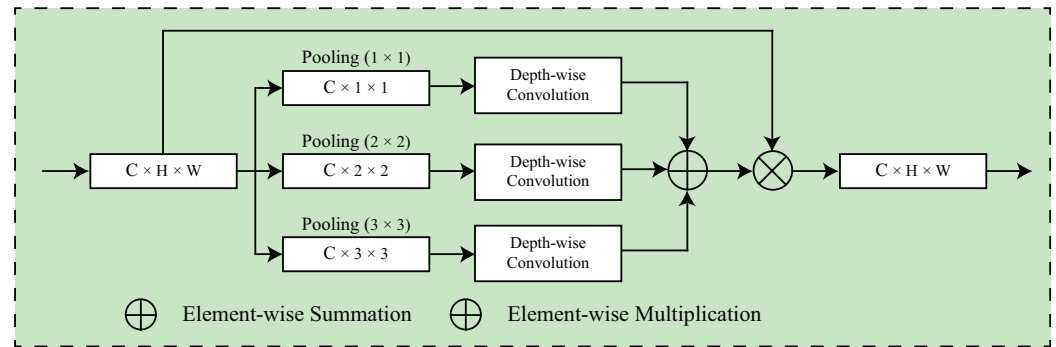 Pooling (1 × 1)
C × 1 × 1
Depth-wise
Convolution
Pooling (2 × 2)
C × H × W
C × 2 × 2
Depth-wise
Convolution
C × H × W
Pooling (3 × 3)
C × 3 × 3
Depth-wise
Convolution
Element-wise Summation
Element-wise Multiplication